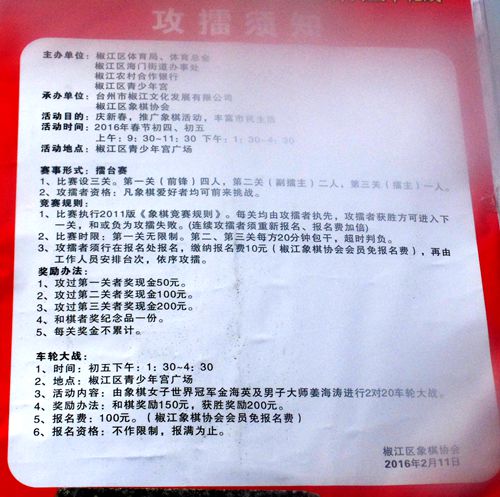 攻擂须知
主办单位：椒江区体育局、体育总会
椒江区海门街道办事处
椒江农村合作银行
椒江区青少年宫
承办单位：台州市椒江文化发展有限公司
椒江区象棋协会
活动目的：庆新春，推广象棋活动，丰富市民生活
活动时间：2016年春节初四、初五
上午：9：30-11：30 下午：1：30-4：30
活动地点：椒江区青少年宫广场
赛事形式：擂台赛
1、比赛设三关。第一关（前锋）四人，第二关（副擂主）二人，第三关（擂主）一人。
2、攻擂者资格：凡象棋爱好者均可前来挑战。
竞赛规则：
1、比赛执行2011版《象棋竞赛规则》。每关均由攻擂者执先，攻擂者获胜方可进入下
一关，和或负为攻擂失败。（连续攻擂者须重新报名、报名费加倍）
2、比赛时限：第一关无限制。第二、第三关每方20分钟包干，超时判负。
3、攻擂者须行在报名处报名，缴纳报名费10元（椒江象棋协会会员免报名费），再由
工作人员安排台次，依序攻擂。
奖励办法：
1、攻过第一关者奖现金50元。
2、攻过第二关者奖现金100元。
3、攻过第三关者奖现金200元。
4、和棋者奖纪念品一份。
5、每关奖金不累计。
车轮大战：
1、时间：初五下午：1：30-4：30
2、地点：椒江区青少年宫广场
3、活动内容：由象棋女子世界冠军金海英及男子大师姜海涛进行2对20车轮大战。
4、奖励办法：和棋奖励150元，获胜奖励200元。
5、报名费：100元。（椒江象棋协会会员免报名费）
6、报名资格：不作限制，报满为止。
椒江区象棋协会
2016年2月11日